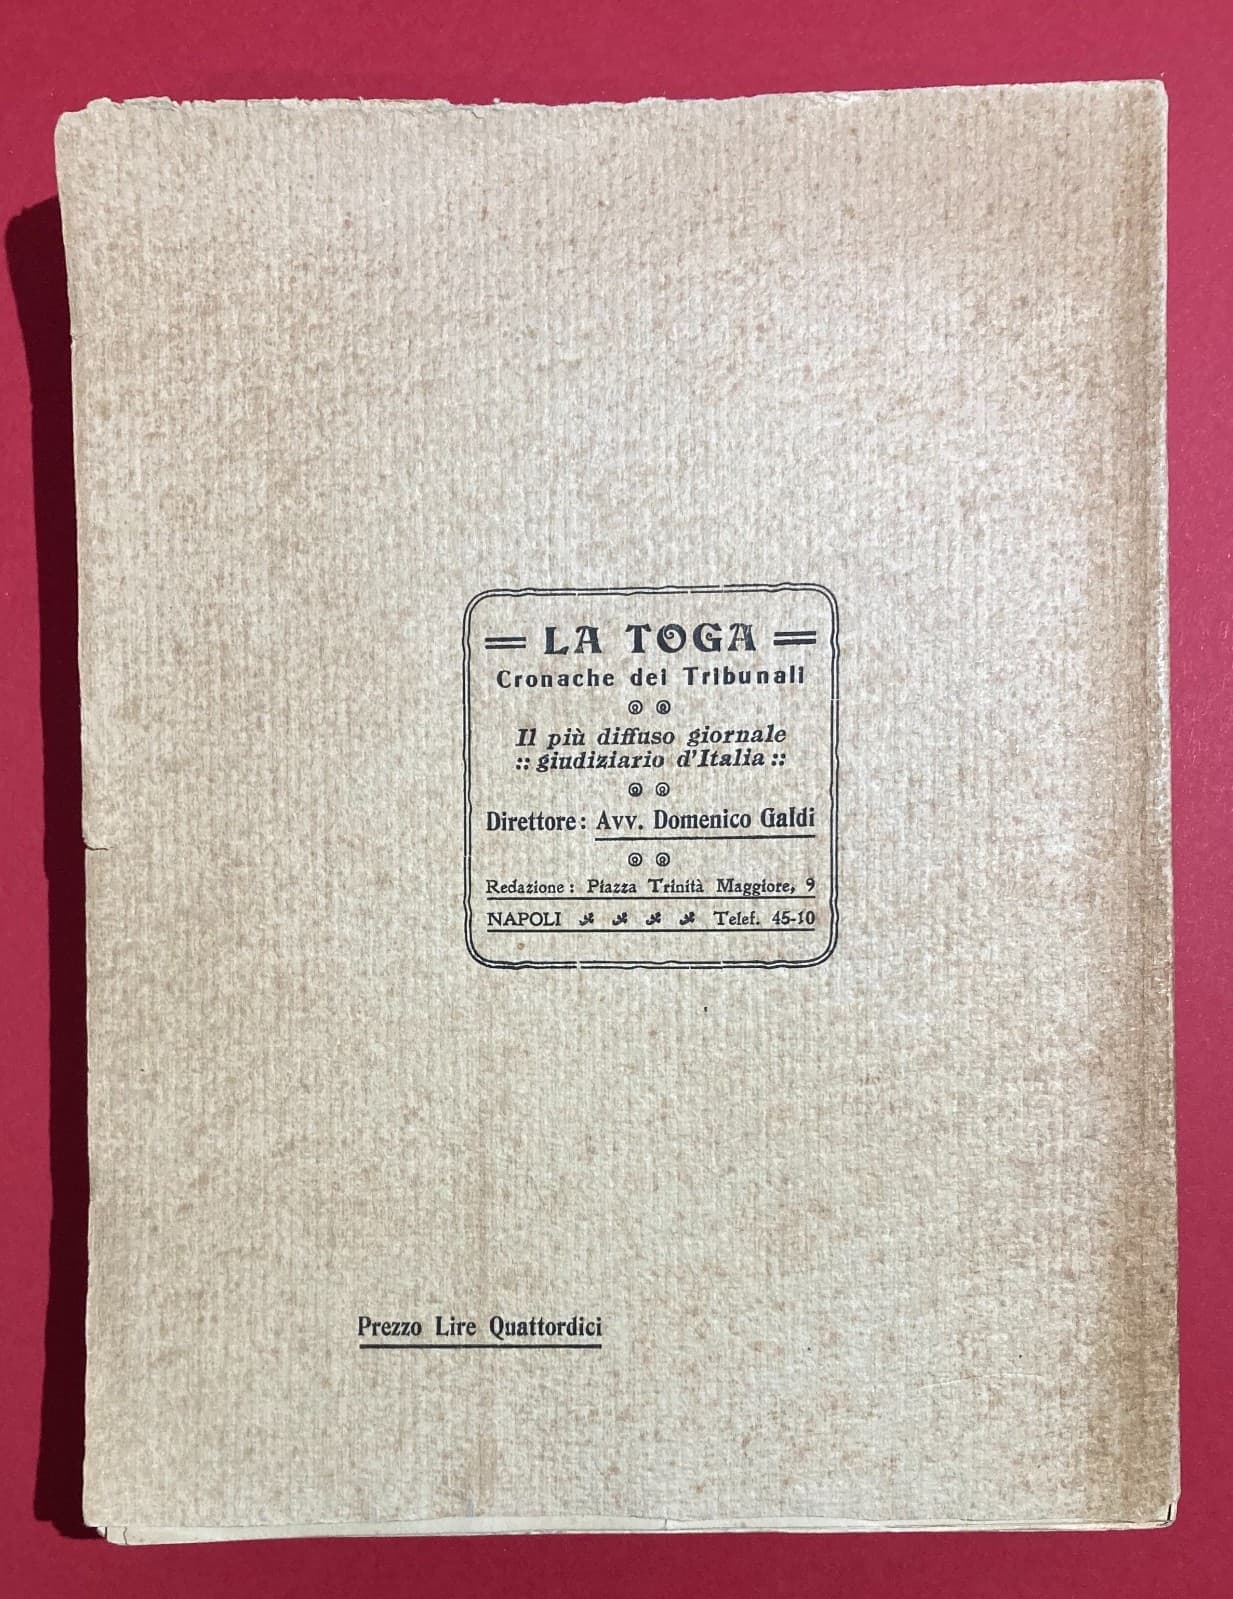 = LA TOGA =
Cronache dei Tribunali
Il più diffuso giornale
:: giudiziario d'Italia ::
Direttore: Avv. Domenico Galdi
Redazione: Piazza Trinità Maggiore, 9
NAPOLI Telef. 45-10
Prezzo Lire Quattordici